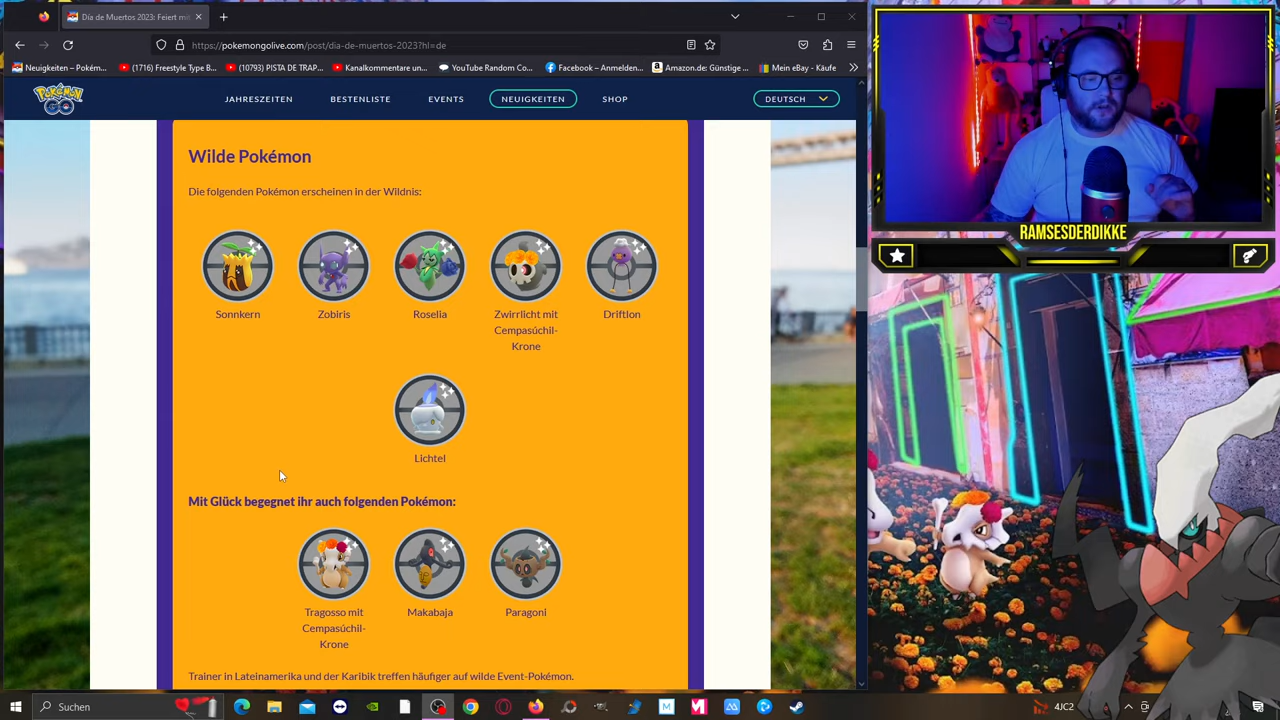 Día de Muertos 2023: Feiert mit
https://pokemongolive.com/post/dia-de-muertos-2023?hl=de
Neuigkeiten – Pokém...
(1716) Freestyle Type B...
(10793) PISTA DE TRAP...
Kanalkommentare un...
YouTube Random Co...
Facebook – Anmelden...
Amazon.de: Günstige ...
Mein eBay - Käufe
POKÉMON GO
JAHRESZEITEN
BESTENLISTE
EVENTS
NEUIGKEITEN
SHOP
DEUTSCH
RAMSESDERDIKKE
Wilde Pokémon
Die folgenden Pokémon erscheinen in der Wildnis:
Sonnkern
Zobiris
Roselia
Zwirrlicht mit
Cempasúchil-
Krone
Driftlon
Lichtel
Mit Glück begegnet ihr auch folgenden Pokémon:
Tragosso mit
Cempasúchil-
Krone
Makabaja
Paragoni
Trainer in Lateinamerika und der Karibik treffen häufiger auf wilde Event-Pokémon.
Suchen
4JC2